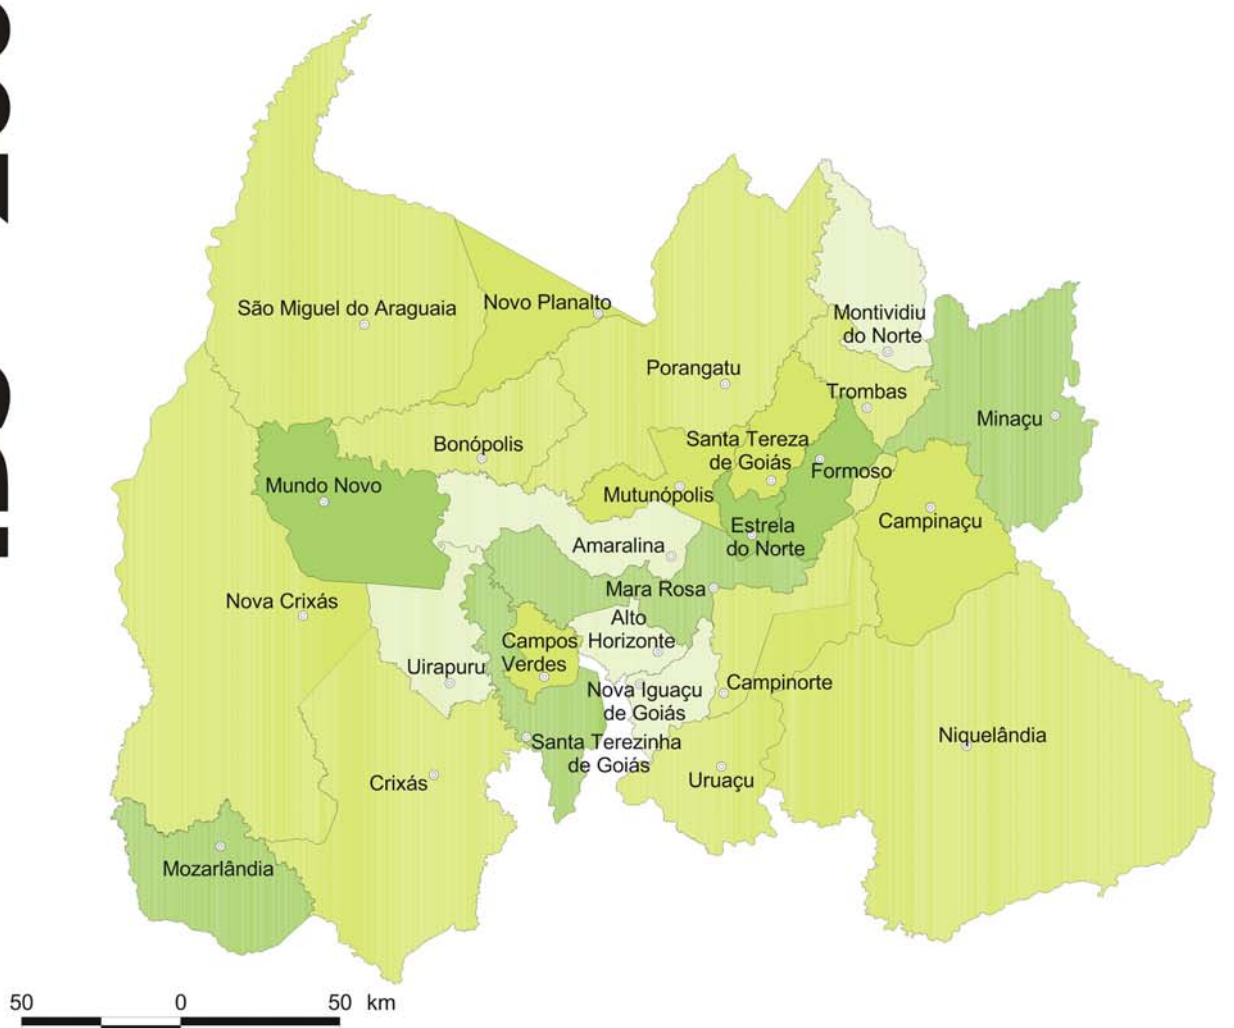 São Miguel do Araguaia
Novo Planalto
Montividiu
do Norte
Porangatu
Trombas
Minaçu
Bonópolis
Santa Tereza
de Goiás
Formoso
Mundo Novo
Mutunópolis
Campinaçu
Estrela
do Norte
Amaralina
Mara Rosa
Nova Crixás
Alto
Horizonte
Campos
Verdes
Uirapuru
Nova Iguaçu
de Goiás
Campinorte
Santa Terezinha
de Goiás
Niquelândia
Crixás
Uruaçu
Mozarlândia
50 0 50 km